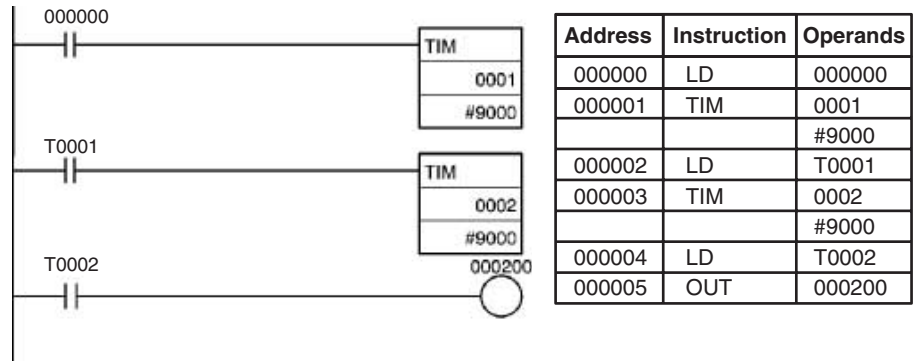 000000
TIM
0001
#9000
T0001
TIM
0002
#9000
T0002
000200
Address Instruction Operands
000000 LD 000000
000001 TIM 0001
#9000
000002 LD T0001
000003 TIM 0002
#9000
000004 LD T0002
000005 OUT 000200